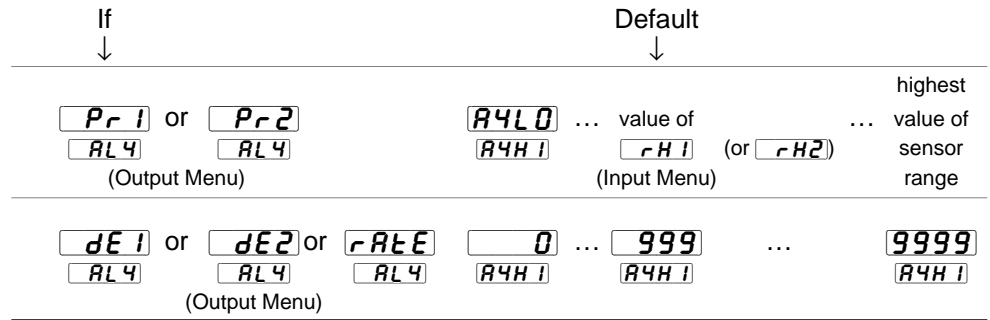 If Default
↓ ↓
highest
Pr1 or Pr2 A4LO … value of … value of
AL4 AL4 A4HI rH1 (or rH2) sensor
(Output Menu) (Input Menu) range
dE1 or dE2 or rAtE 0 … 999 … 9999
AL4 AL4 AL4 A4HI A4HI A4HI
(Output Menu)